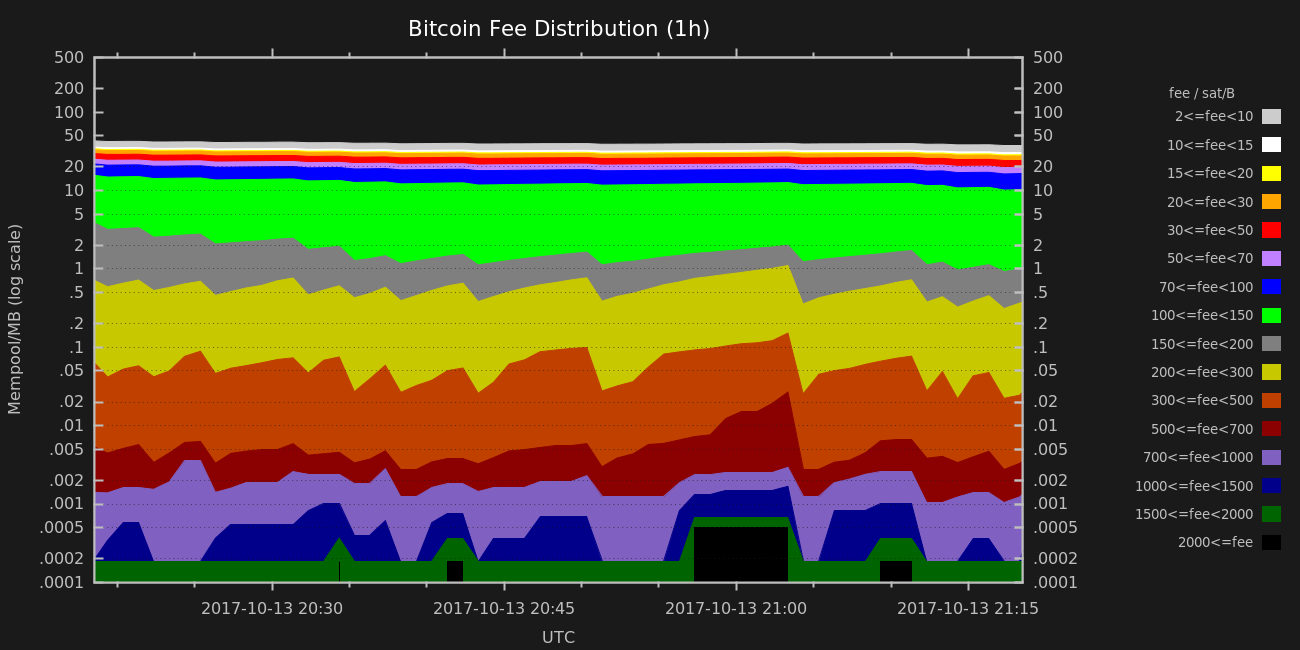 Bitcoin Fee Distribution (1h)
Mempool/MB (log scale)
500
200
100
50
20
10
5
2
1
.5
.2
.1
.05
.02
.01
.005
.002
.001
.0005
.0002
.0001
500
200
100
50
20
10
5
2
1
.5
.2
.1
.05
.02
.01
.005
.002
.001
.0005
.0002
.0001
2017-10-13 20:30 2017-10-13 20:45 2017-10-13 21:00 2017-10-13 21:15
UTC
fee / sat/B
2<=fee<10
10<=fee<15
15<=fee<20
20<=fee<30
30<=fee<50
50<=fee<70
70<=fee<100
100<=fee<150
150<=fee<200
200<=fee<300
300<=fee<500
500<=fee<700
700<=fee<1000
1000<=fee<1500
1500<=fee<2000
2000<=fee